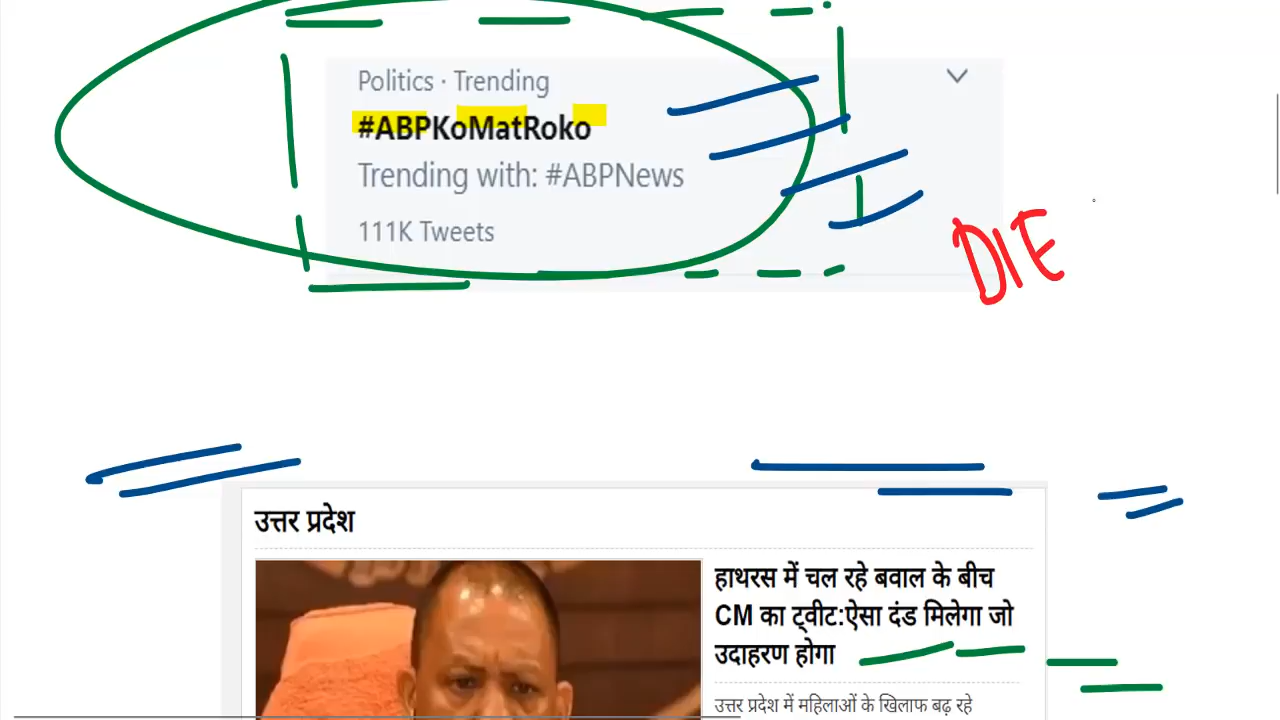 Politics · Trending
#ABPKoMatRoko
Trending with: #ABPNews
111K Tweets
DIE
उत्तर प्रदेश
हाथरस में चल रहे बवाल के बीच
CM का ट्वीट:ऐसा दंड मिलेगा जो
उदाहरण होगा
उत्तर प्रदेश में महिलाओं के खिलाफ बढ़ रहे